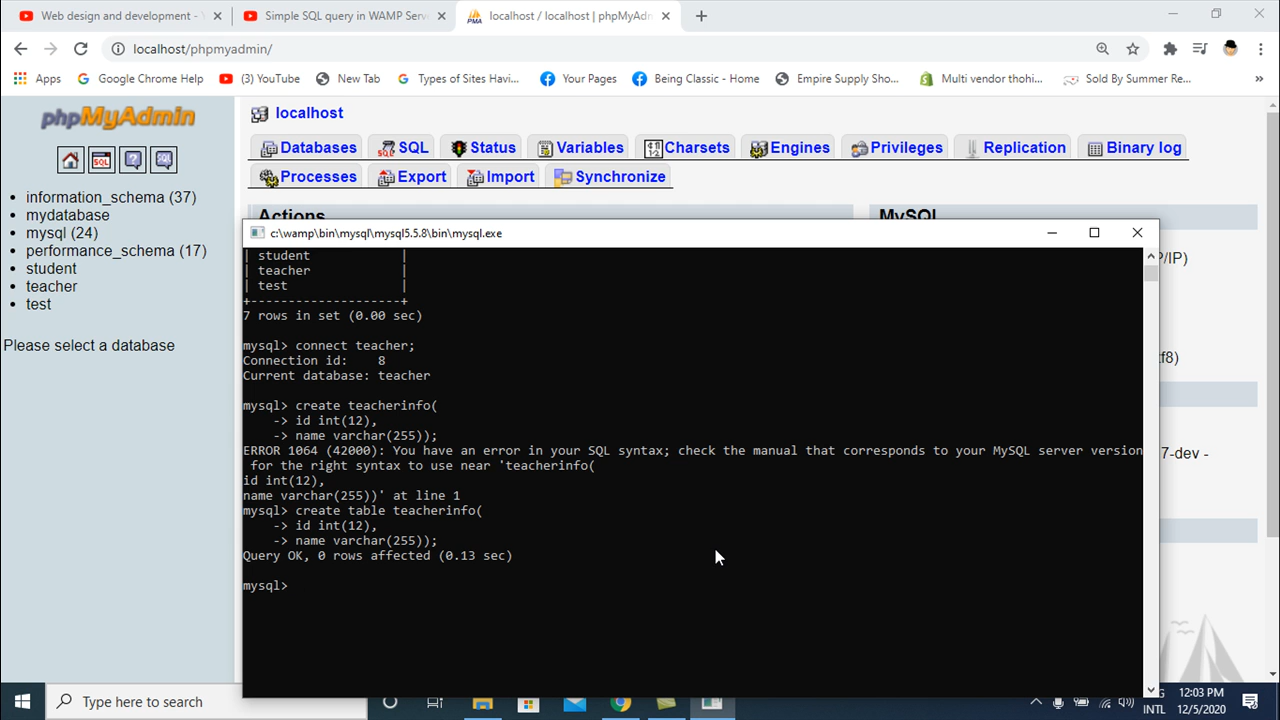 Web design and development -
Simple SQL query in WAMP Serve
localhost / localhost | phpMyAdm
localhost/phpmyadmin/
Apps
Google Chrome Help
(3) YouTube
New Tab
Types of Sites Havi...
Your Pages
Being Classic - Home
Empire Supply Sho...
Multi vendor thohi...
Sold By Summer Re...
»
phpMyAdmin
SQL
information_schema (37)
mydatabase
mysql (24)
performance_schema (17)
student
teacher
test
Please select a database
localhost
Databases
SQL
Status
Variables
Charsets
Engines
Privileges
Replication
Binary log
Processes
Export
Import
Synchronize
Actions
MySQL
P/IP)
tf8)
7-dev -
c:\wamp\bin\mysql\mysql5.5.8\bin\mysql.exe
| student            |
| teacher            |
| test               |
+--------------------+
7 rows in set (0.00 sec)
mysql> connect teacher;
Connection id:    8
Current database: teacher
mysql> create teacherinfo(
    -> id int(12),
    -> name varchar(255));
ERROR 1064 (42000): You have an error in your SQL syntax; check the manual that corresponds to your MySQL server version
 for the right syntax to use near 'teacherinfo(
id int(12),
name varchar(255))' at line 1
mysql> create table teacherinfo(
    -> id int(12),
    -> name varchar(255));
Query OK, 0 rows affected (0.13 sec)
mysql>
Type here to search
G
INTL
12:03 PM
12/5/2020